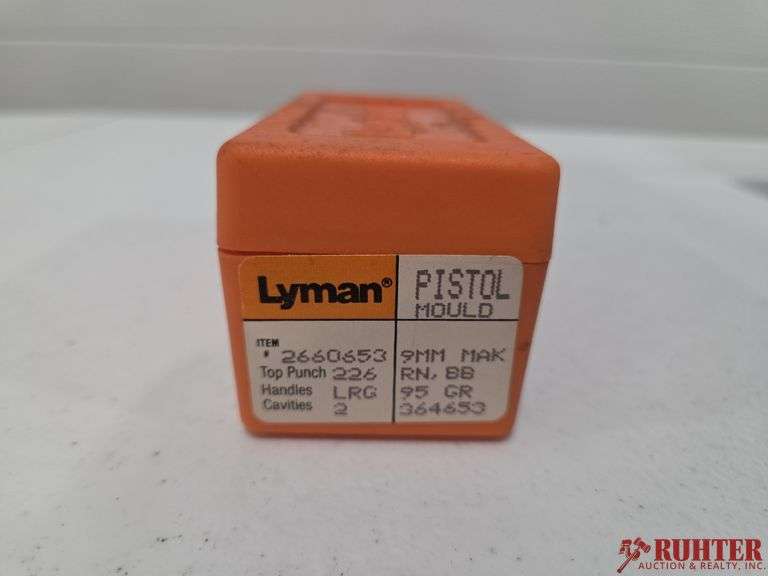 Lyman®
PISTOL
MOULD
ITEM
# 2660653
Top Punch 226
Handles LRG
Cavities 2
9MM MAK
RN, BB
95 GR
364653
RUHTER
AUCTION & REALTY, INC.